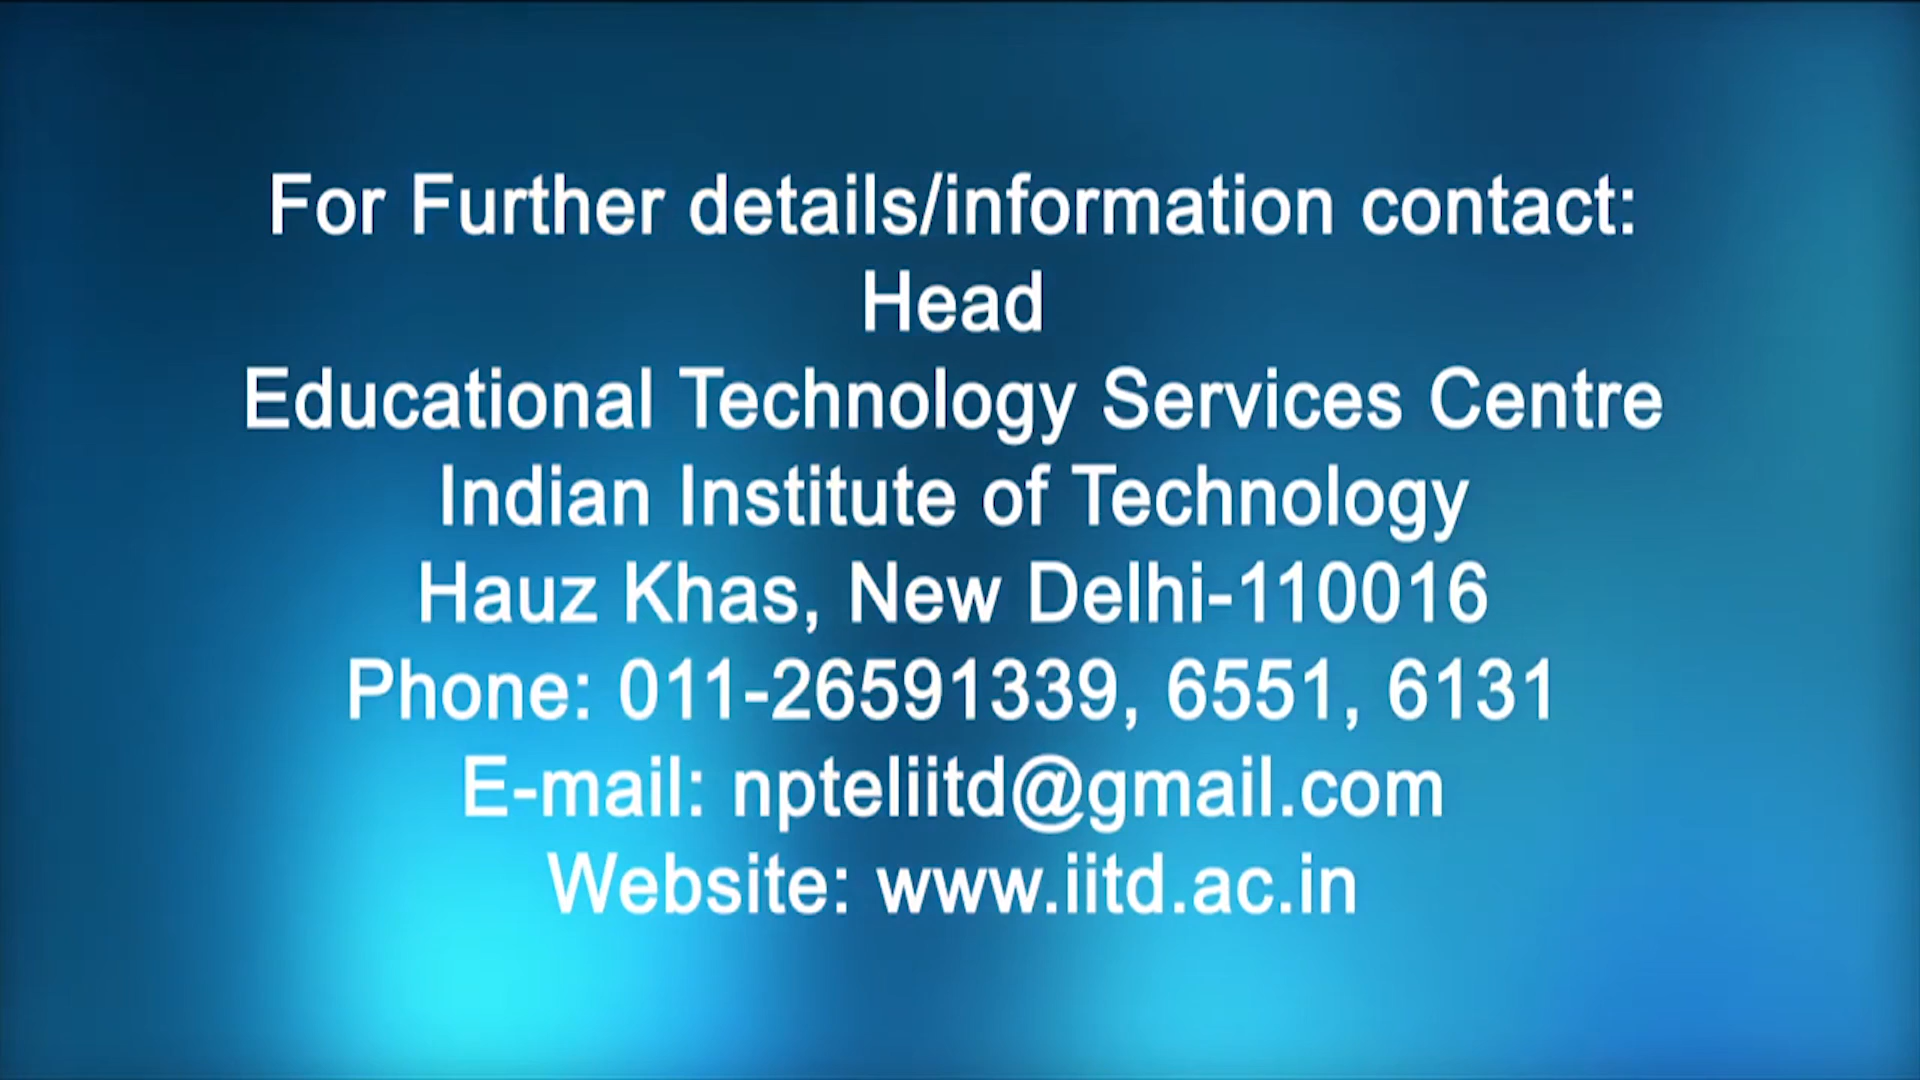 For Further details/information contact:
Head
Educational Technology Services Centre
Indian Institute of Technology
Hauz Khas, New Delhi-110016
Phone: 011-26591339, 6551, 6131
E-mail: npteliitd@gmail.com
Website: www.iitd.ac.in